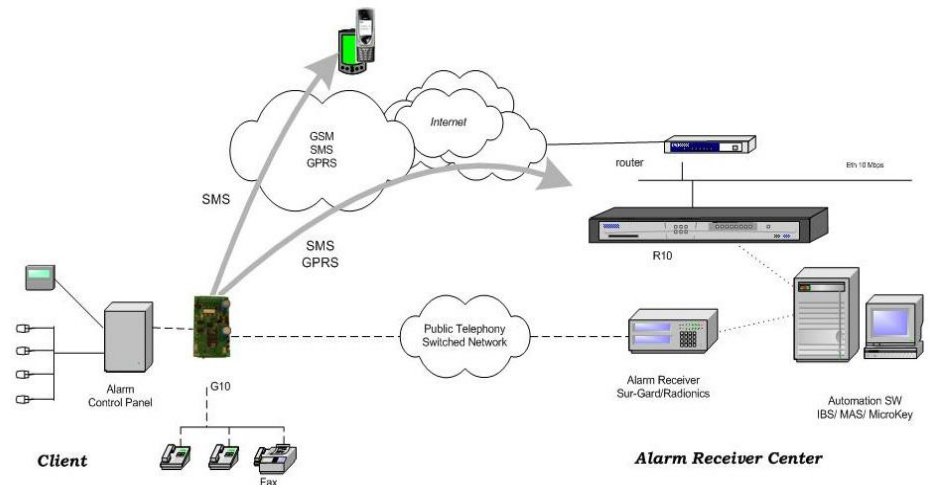 Internet
GSM
SMS
GPRS
router
Eth 10 Mbps
SMS
SMS
GPRS
R10
Public Telephony
Switched Network
Alarm
Control Panel
G10
Alarm Receiver
Sur-Gard/Radionics
Automation SW
IBS/ MAS/ MicroKey
Client
Fax
Alarm Receiver Center